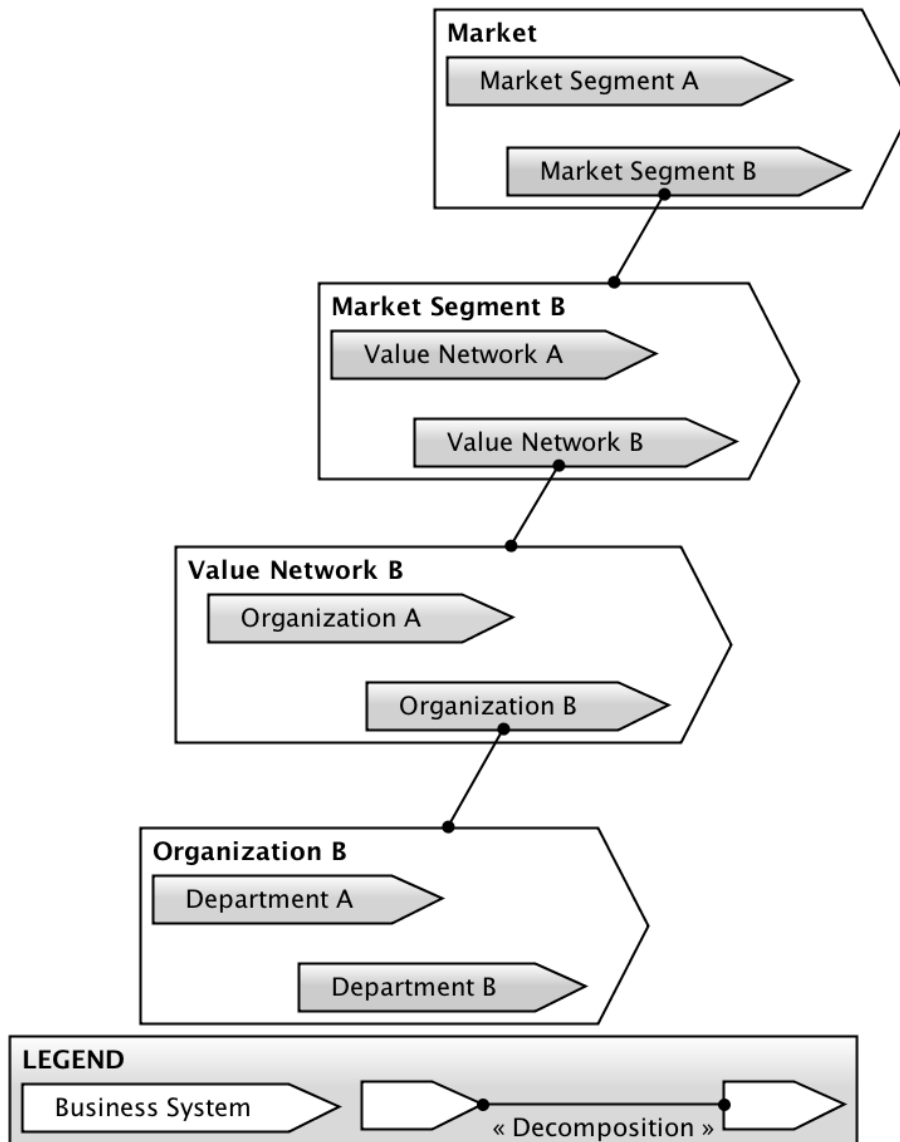 Market
Market Segment A
Market Segment B
Market Segment B
Value Network A
Value Network B
Value Network B
Organization A
Organization B
Organization B
Department A
Department B
LEGEND
Business System
« Decomposition »